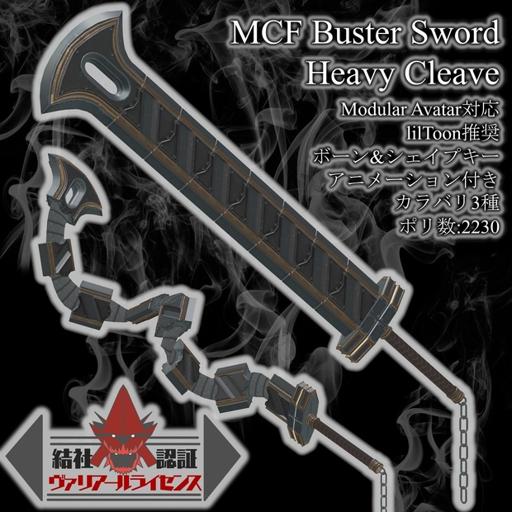 MCF Buster Sword
Heavy Cleave
Modular Avatar対応
lilToon推奨
ボーン&シェイプキー
アニメーション付き
カラバリ3種
ポリ数:2230
結社 認証
ヴァリアールライセンス